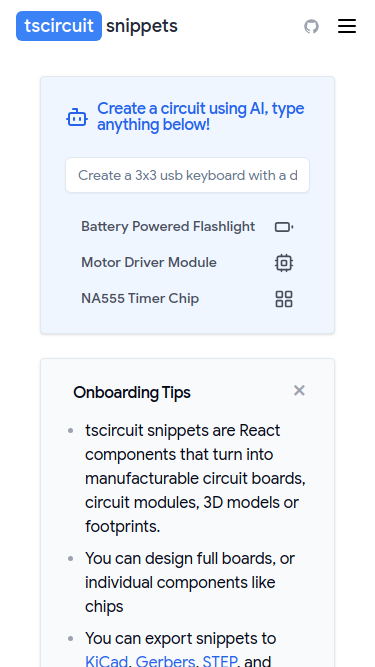 tscircuit snippets
Create a circuit using AI, type
anything below!
Create a 3x3 usb keyboard with a d
Battery Powered Flashlight
Motor Driver Module
NA555 Timer Chip
Onboarding Tips
tscircuit snippets are React
components that turn into
manufacturable circuit boards,
circuit modules, 3D models or
footprints.
You can design full boards, or
individual components like
chips
You can export snippets to
KiCad, Gerbers, STEP, and